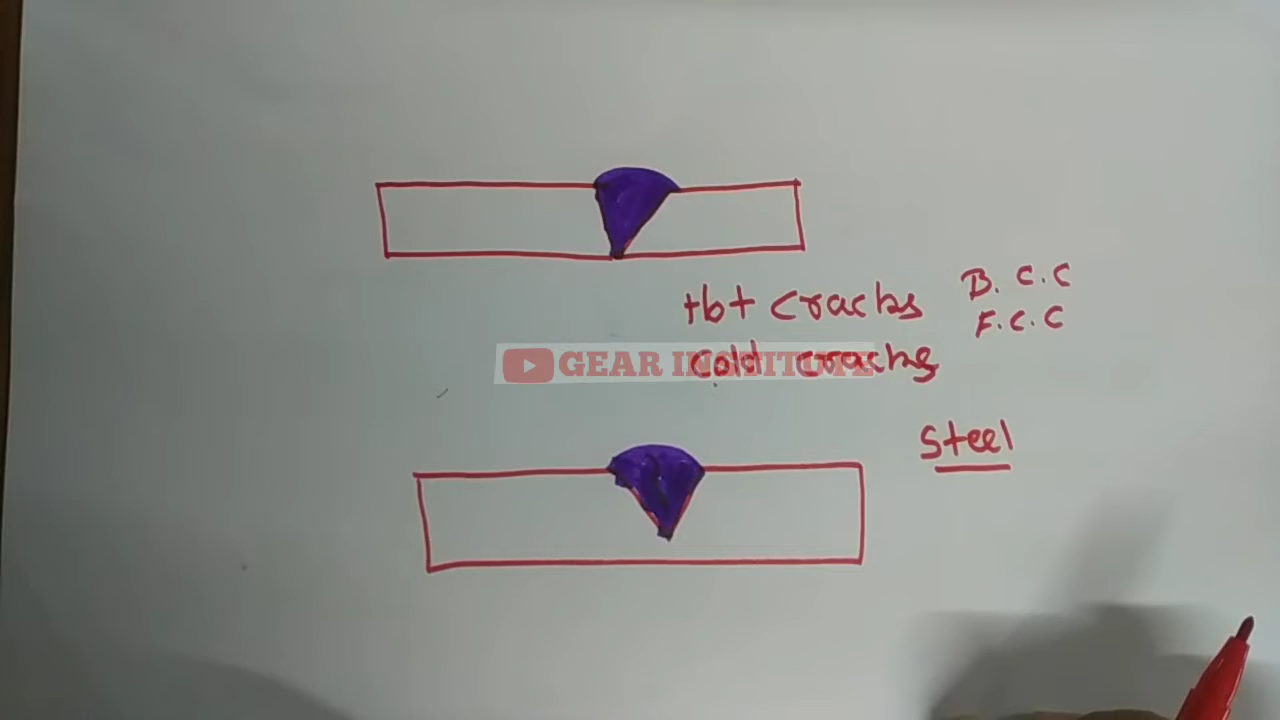 Hot cracks
B.C.C
F.C.C
GEAR INSTITUTE
Cold cracks
Steel